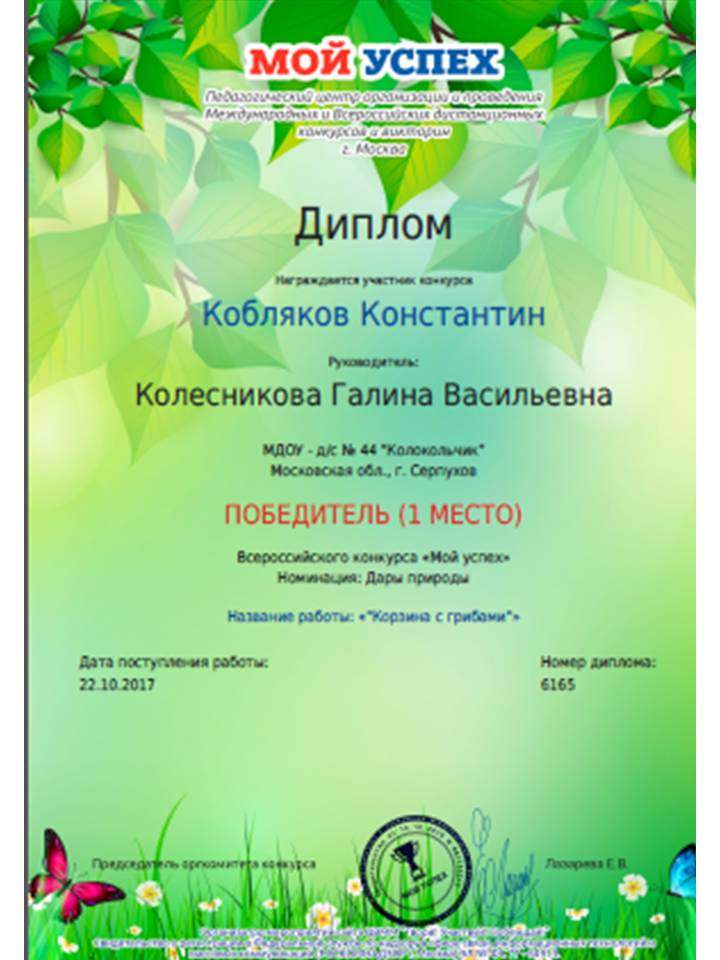 МОЙ УСПЕХ
Педагогический центр организации и проведения
Международных и Всероссийских дистанционных
конкурсов и викторин
г. Москва
Диплом
Награждается участник конкурса
Кобляков Константин
Руководитель:
Колесникова Галина Васильевна
МДОУ - д/с № 44 "Колокольчик"
Московская обл., г. Серпухов
ПОБЕДИТЕЛЬ (1 МЕСТО)
Всероссийского конкурса «Мой успех»
Номинация: Дары природы
Название работы: «"Корзина с грибами"»
Дата поступления работы:
Номер диплома:
22.10.2017
6165
Председатель оргкомитета конкурса
МОЙ УСПЕХ
Лазарева Е.В.